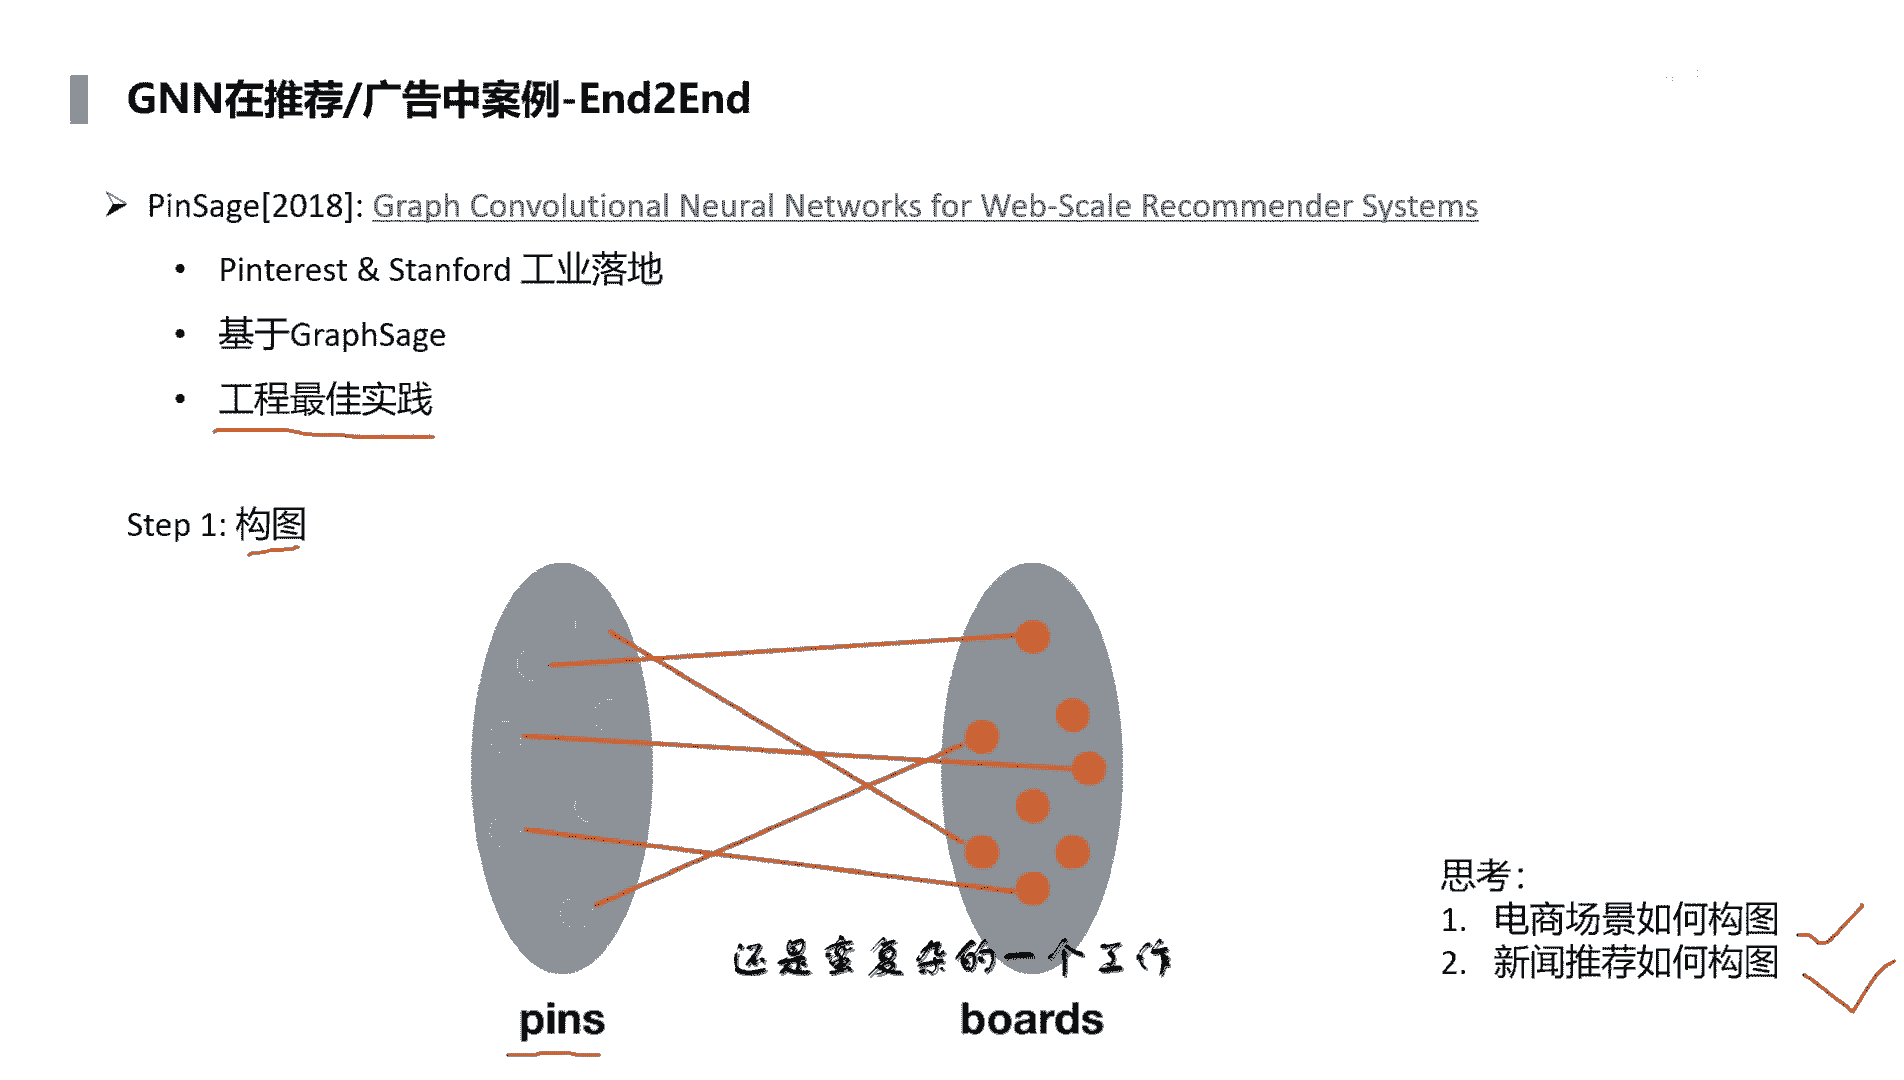 GNN在推荐/广告中案例-End2End
PinSage[2018]: Graph Convolutional Neural Networks for Web-Scale Recommender Systems
• Pinterest & Stanford 工业落地
• 基于GraphSage
• 工程最佳实践
Step 1: 构图
思考：
1. 电商场景如何构图
2. 新闻推荐如何构图
还是蛮复杂的一个工作
pins
boards